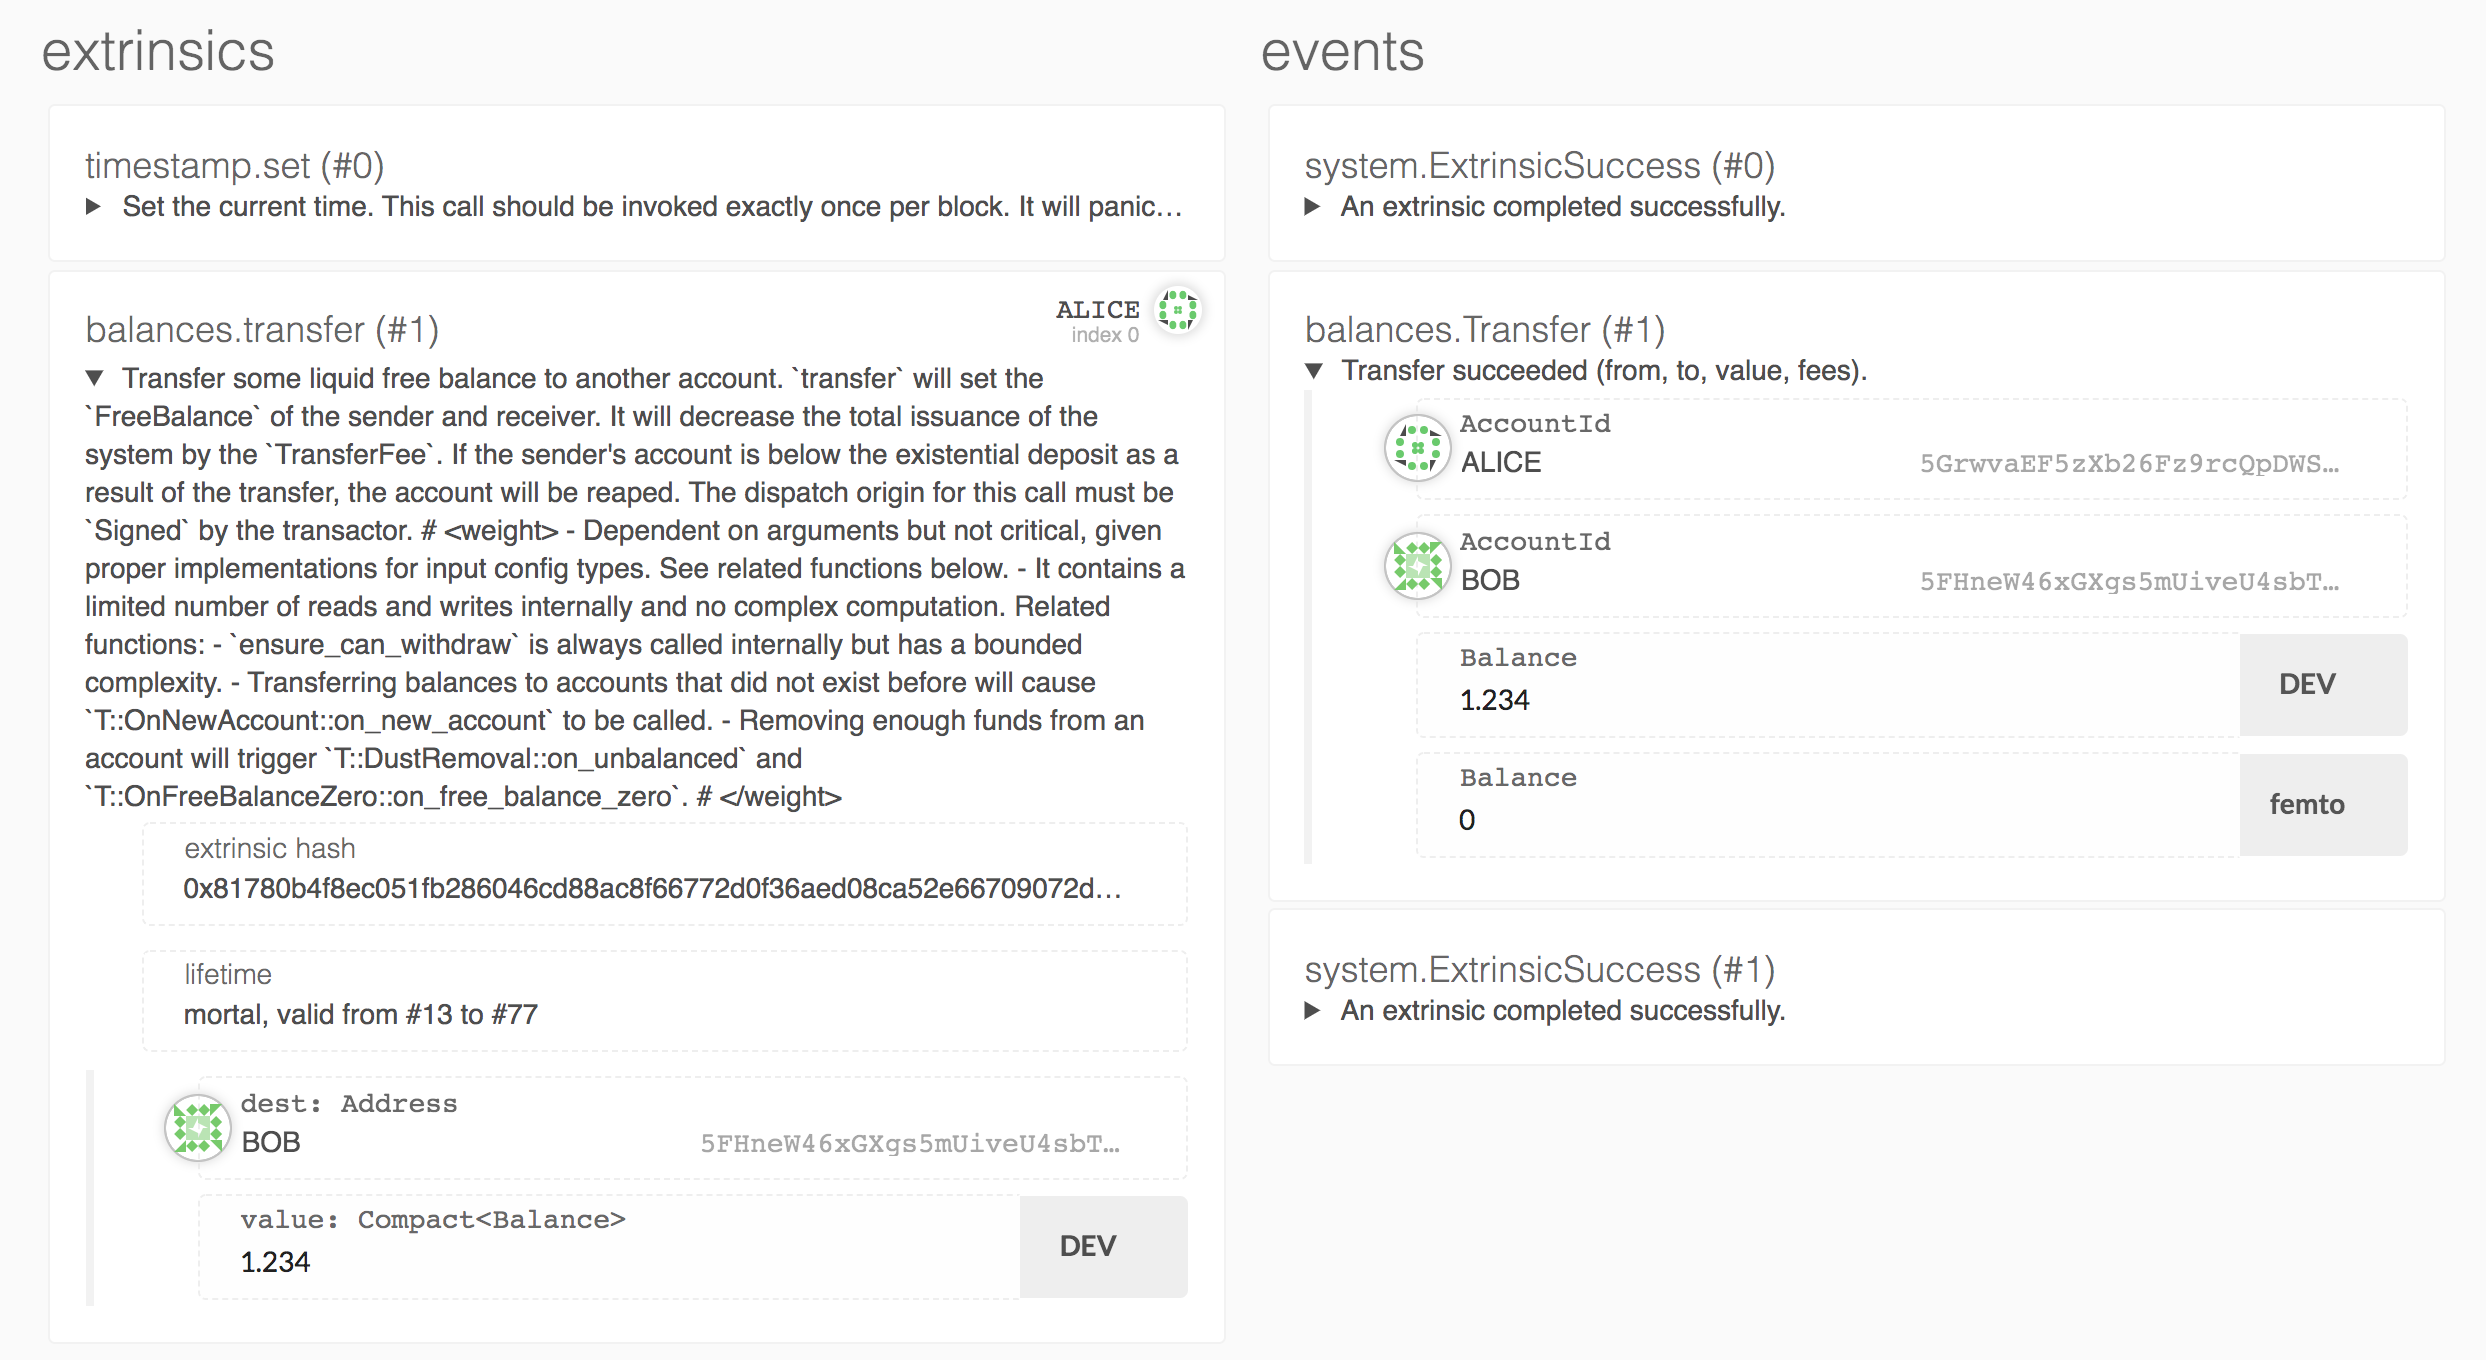 extrinsics
timestamp.set (#0)
Set the current time. This call should be invoked exactly once per block. It will panic…
balances.transfer (#1)
ALICE
index 0
Transfer some liquid free balance to another account. `transfer` will set the
`FreeBalance` of the sender and receiver. It will decrease the total issuance of the
system by the `TransferFee`. If the sender's account is below the existential deposit as a
result of the transfer, the account will be reaped. The dispatch origin for this call must be
`Signed` by the transactor. # <weight> - Dependent on arguments but not critical, given
proper implementations for input config types. See related functions below. - It contains a
limited number of reads and writes internally and no complex computation. Related
functions: - `ensure_can_withdraw` is always called internally but has a bounded
complexity. - Transferring balances to accounts that did not exist before will cause
`T::OnNewAccount::on_new_account` to be called. - Removing enough funds from an
account will trigger `T::DustRemoval::on_unbalanced` and
`T::OnFreeBalanceZero::on_free_balance_zero`. # </weight>
extrinsic hash
0x81780b4f8ec051fb286046cd88ac8f66772d0f36aed08ca52e66709072d…
lifetime
mortal, valid from #13 to #77
dest: Address
BOB 5FHneW46xGXgs5mUiveU4sbT…
value: Compact<Balance>
1.234
DEV
events
system.ExtrinsicSuccess (#0)
An extrinsic completed successfully.
balances.Transfer (#1)
Transfer succeeded (from, to, value, fees).
AccountId
ALICE 5GrwvaEF5zXb26Fz9rcQpDWS…
AccountId
BOB 5FHneW46xGXgs5mUiveU4sbT…
Balance
1.234
DEV
Balance
0
femto
system.ExtrinsicSuccess (#1)
An extrinsic completed successfully.